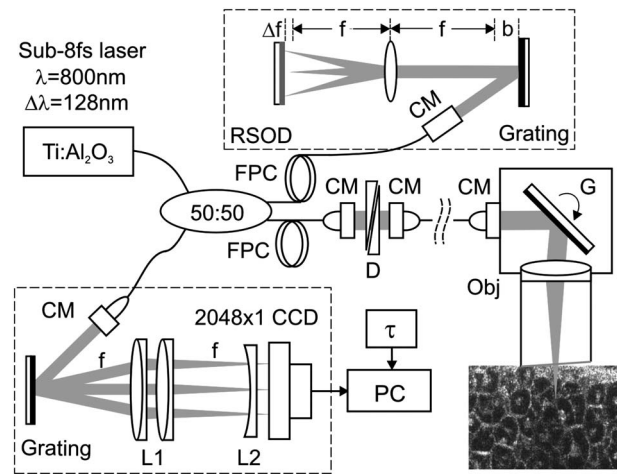 Δf f f b
Sub-8fs laser
λ=800nm
Δλ=128nm
CM
RSOD
Grating
Ti:Al₂O₃
FPC
CM CM CM
G
50:50
FPC
D
Obj
CM
2048x1 CCD
τ
f f
PC
Grating
L1 L2